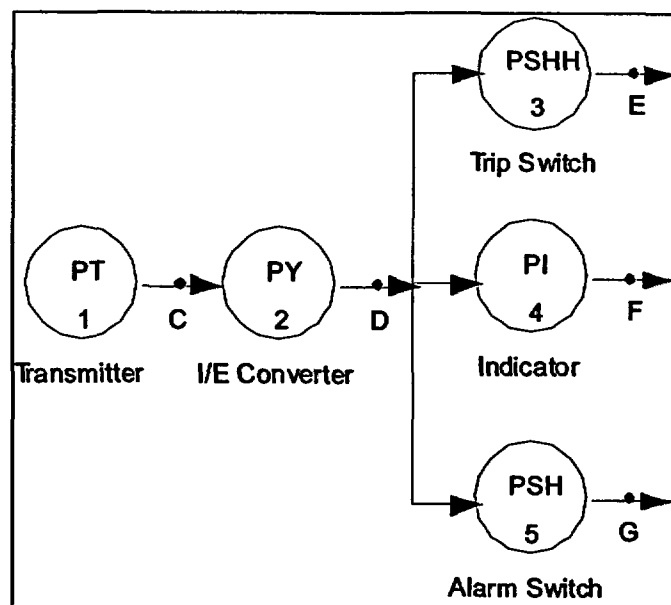 PSHH
3
E
Trip Switch
PT
1
Transmitter
C
PY
2
I/E Converter
D
PI
4
F
Indicator
PSH
5
G
Alarm Switch